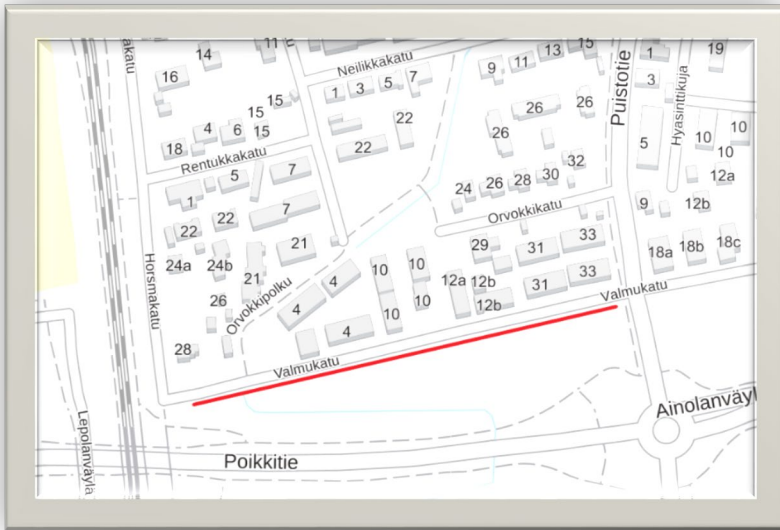 akatu
14
11
u
Neilikkakatu
9
11
13
15
Puistotie
1
19
16
1
3
5
7
3
Hyasinttikuja
15
15
4
6
15
18
22
22
26
26
26
5
10
10
10
Rentukkakatu
5
7
1
7
22
22
24
26
28
30
32
12a
9
12b
Orvokkikatu
24a
24b
21
21
29
31
33
18a
18b
18c
Horsmakatu
26
Orvokkipolku
4
4
4
10
10
10
10
12a
12b
12b
31
33
Valmukatu
28
Valmukatu
Lepolanväylä
Poikkitie
Ainolanväyl